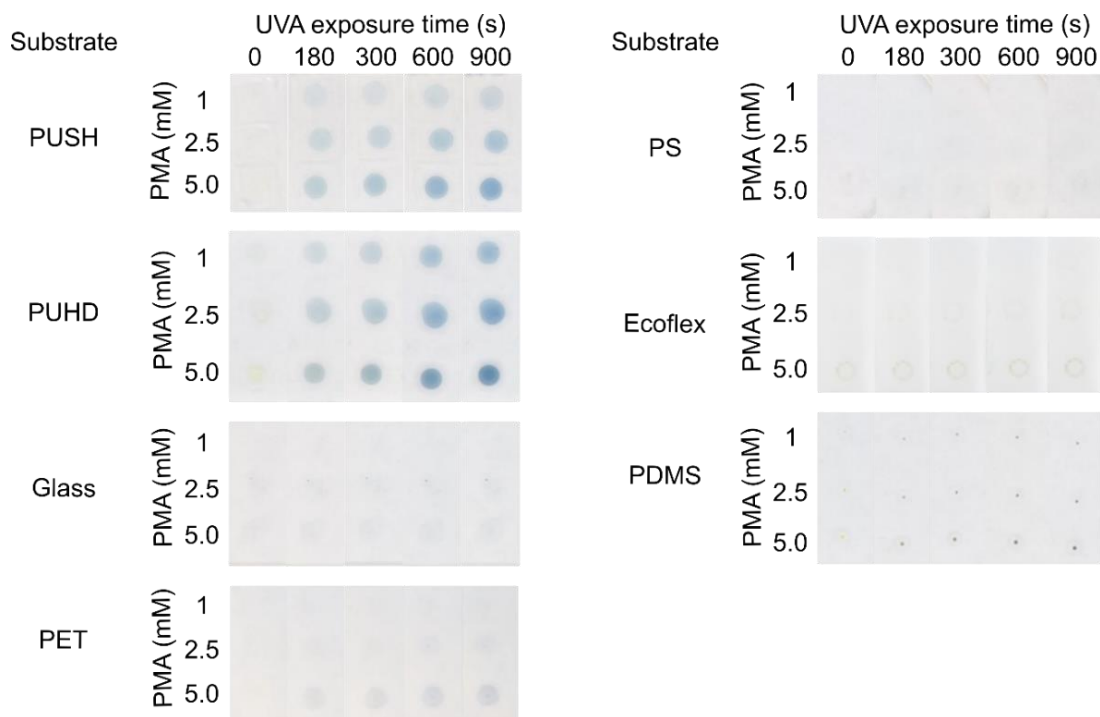 Substrate
UVA exposure time (s)
0 180 300 600 900
PUSH
PMA (mM)
1
2.5
5.0
PUHD
PMA (mM)
1
2.5
5.0
Glass
PMA (mM)
1
2.5
5.0
PET
PMA (mM)
1
2.5
5.0
Substrate
UVA exposure time (s)
0 180 300 600 900
PS
PMA (mM)
1
2.5
5.0
Ecoflex
PMA (mM)
1
2.5
5.0
PDMS
PMA (mM)
1
2.5
5.0